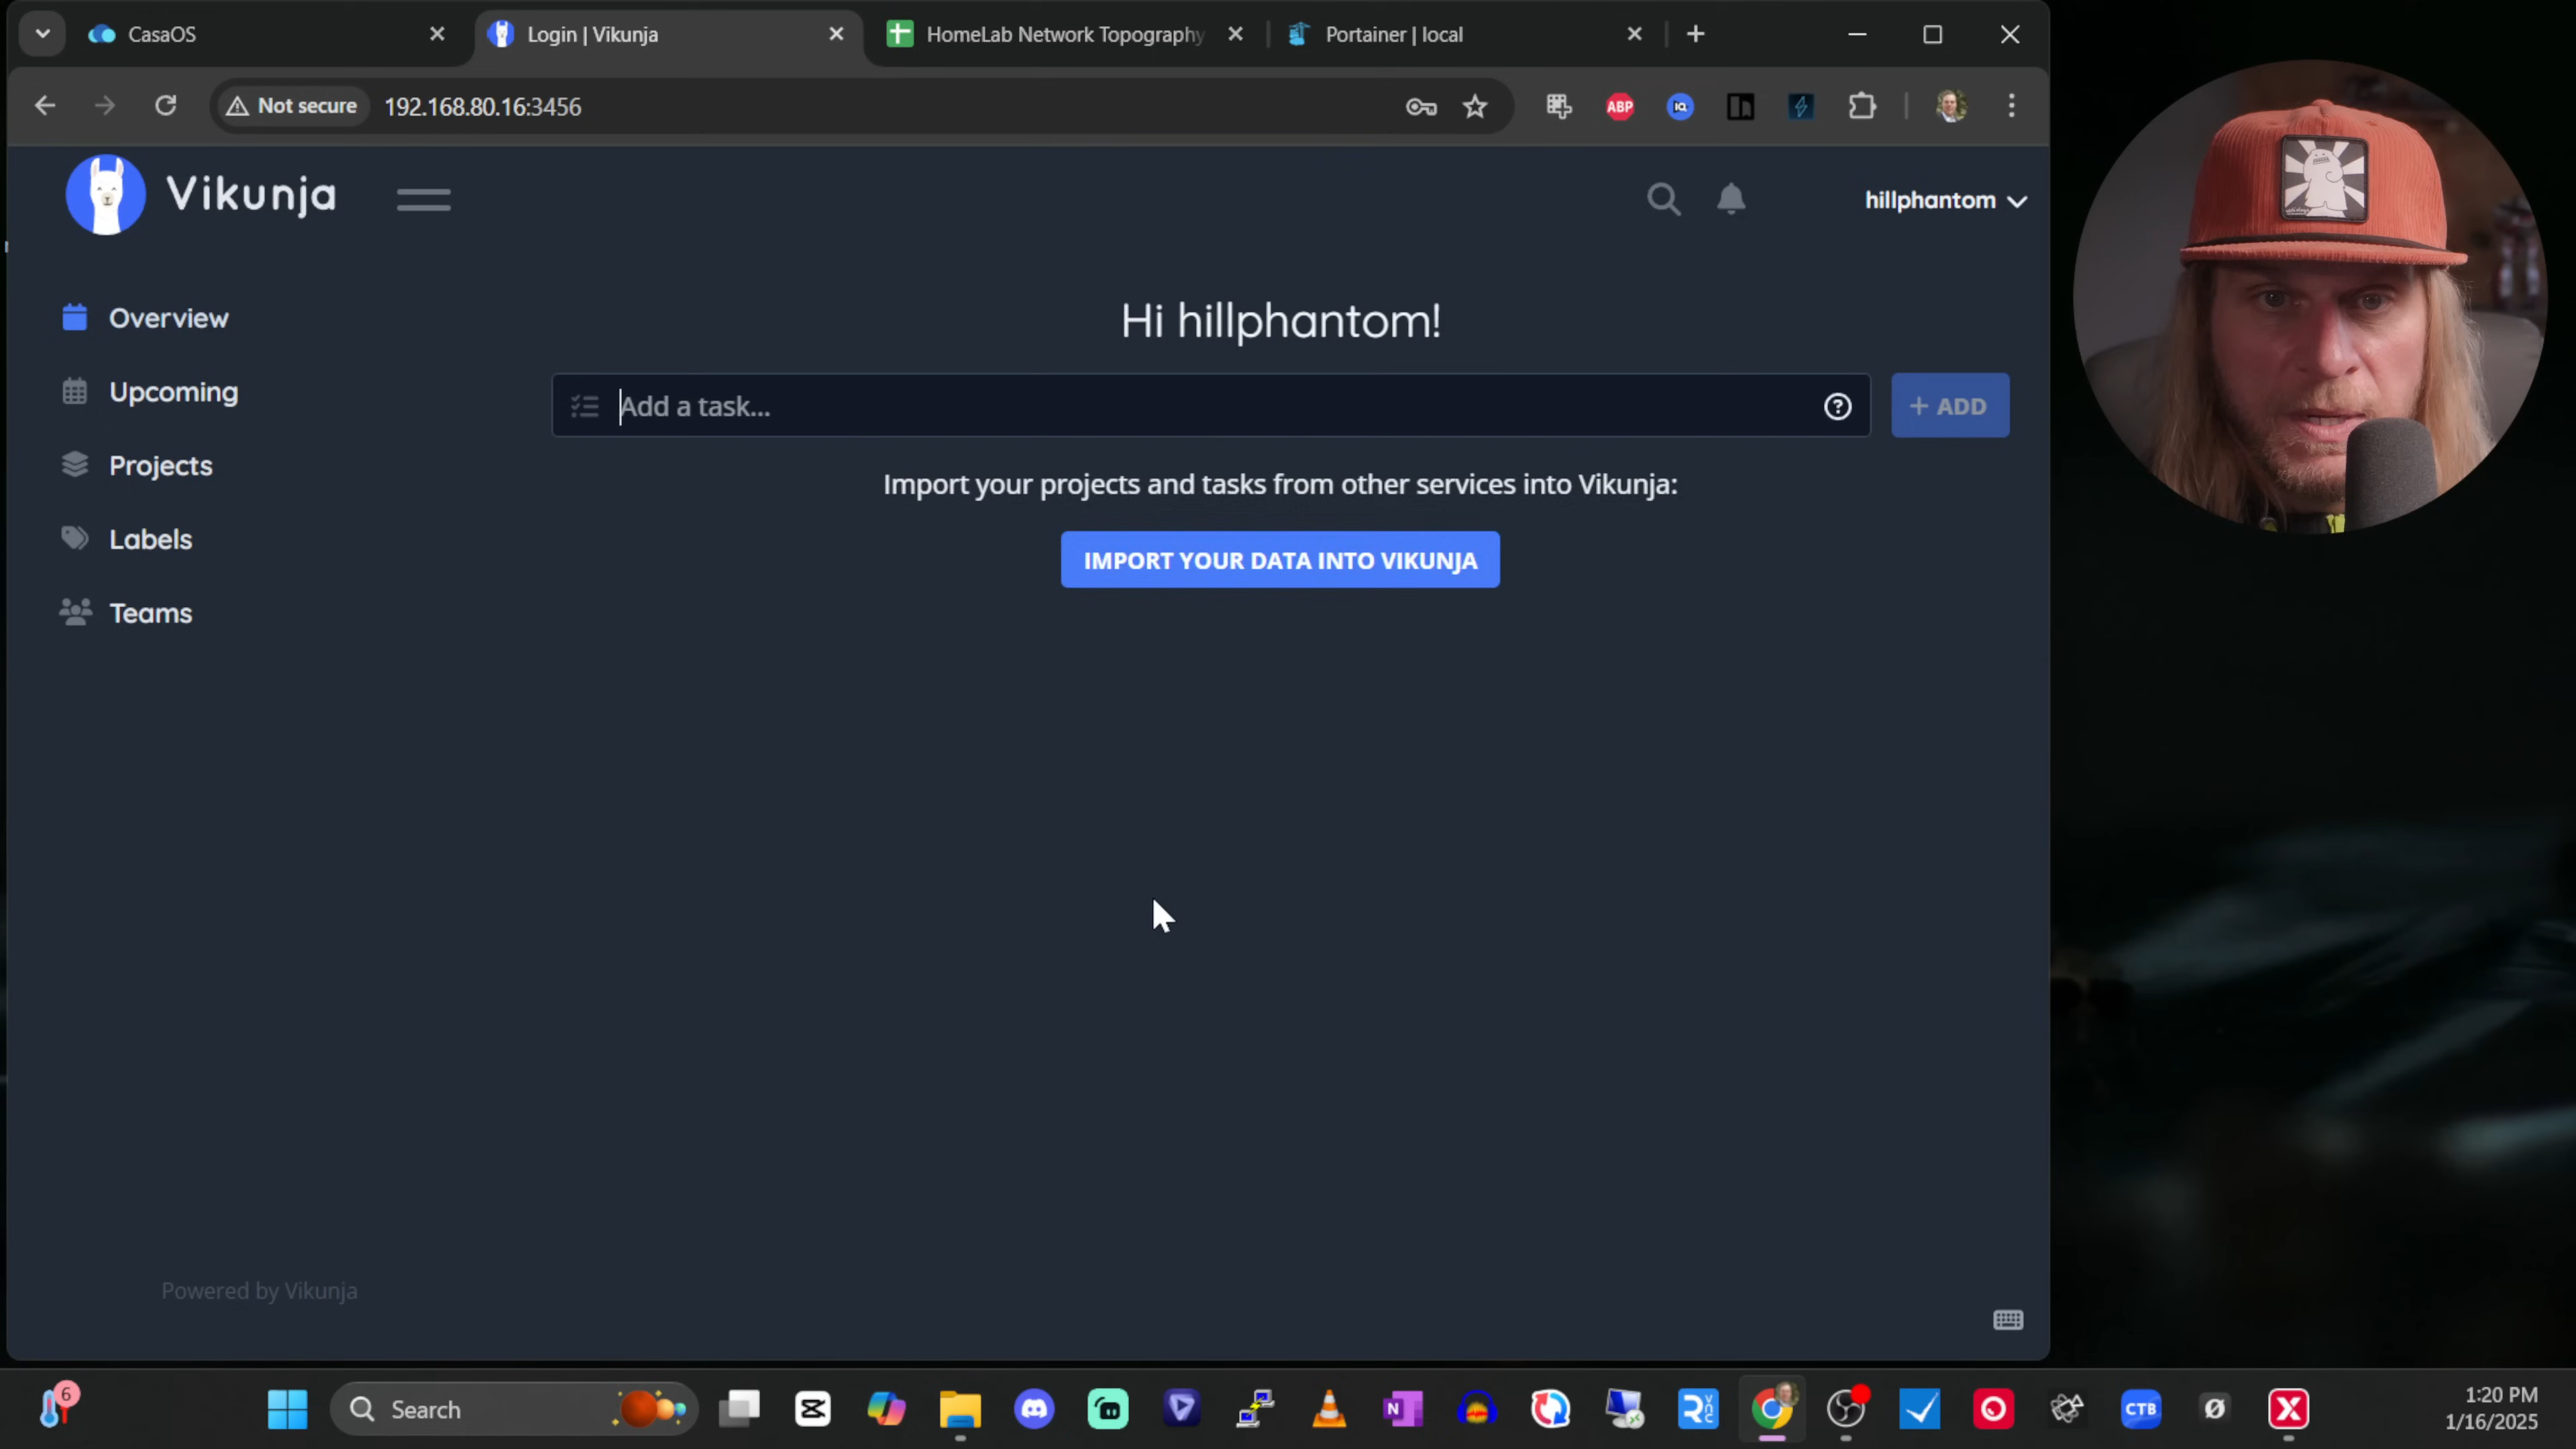 CasaOS
Login | Vikunja
HomeLab Network Topography
Portainer | local
Not secure
192.168.80.16:3456
ABP
IQ
Vikunja
hillphantom
Overview
Upcoming
Projects
Labels
Teams
Hi hillphantom!
Add a task...
+ ADD
Import your projects and tasks from other services into Vikunja:
IMPORT YOUR DATA INTO VIKUNJA
Powered by Vikunja
6
Search
N
CTB
1:20 PM
1/16/2025